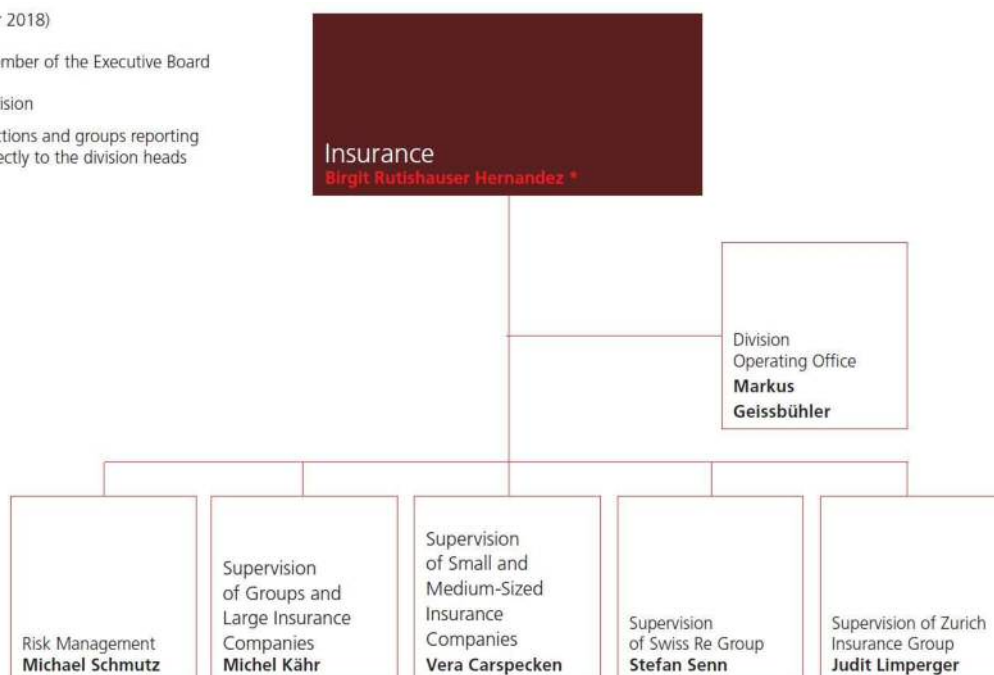 2018)
mber of the Executive Board
ision
ctions and groups reporting
ectly to the division heads
Insurance
Birgit Rutishauser Hernandez *
Division
Operating Office
Markus
Geissbühler
Risk Management
Michael Schmutz
Supervision
of Groups and
Large Insurance
Companies
Michel Kähr
Supervision
of Small and
Medium-Sized
Insurance
Companies
Vera Carspecken
Supervision
of Swiss Re Group
Stefan Senn
Supervision of Zurich
Insurance Group
Judit Limperger